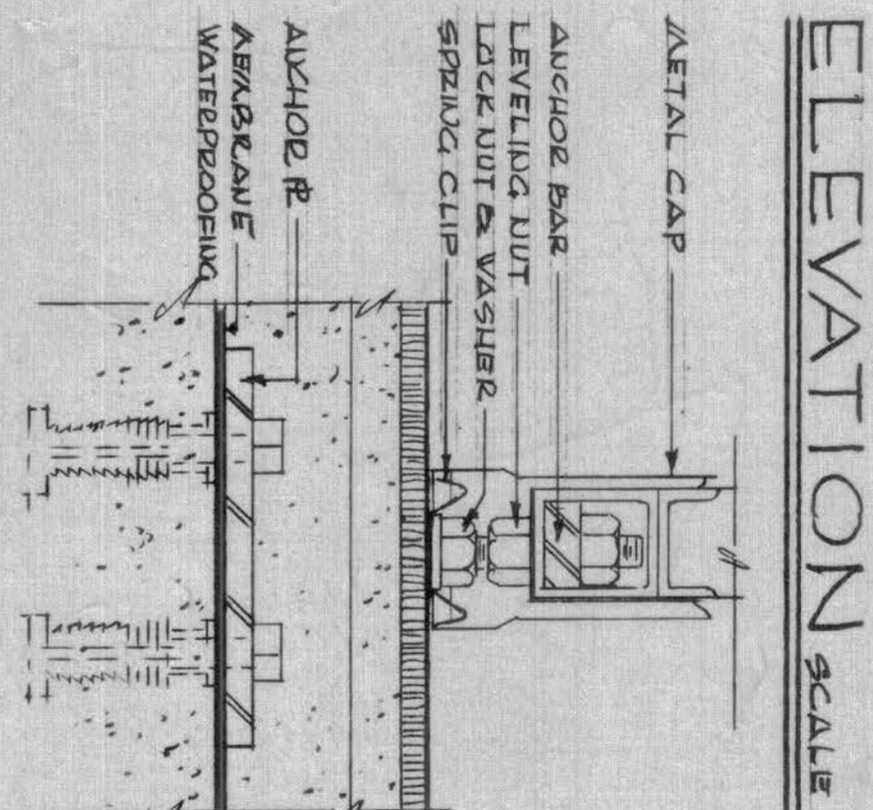 ELEVATION SCALE
METAL CAP
ANCHOR BAR
LEVELING NUT
LOCK NUT & WASHER
SPRING CLIP
ANCHOR ⅊
MEMBRANE
WATERPROOFING